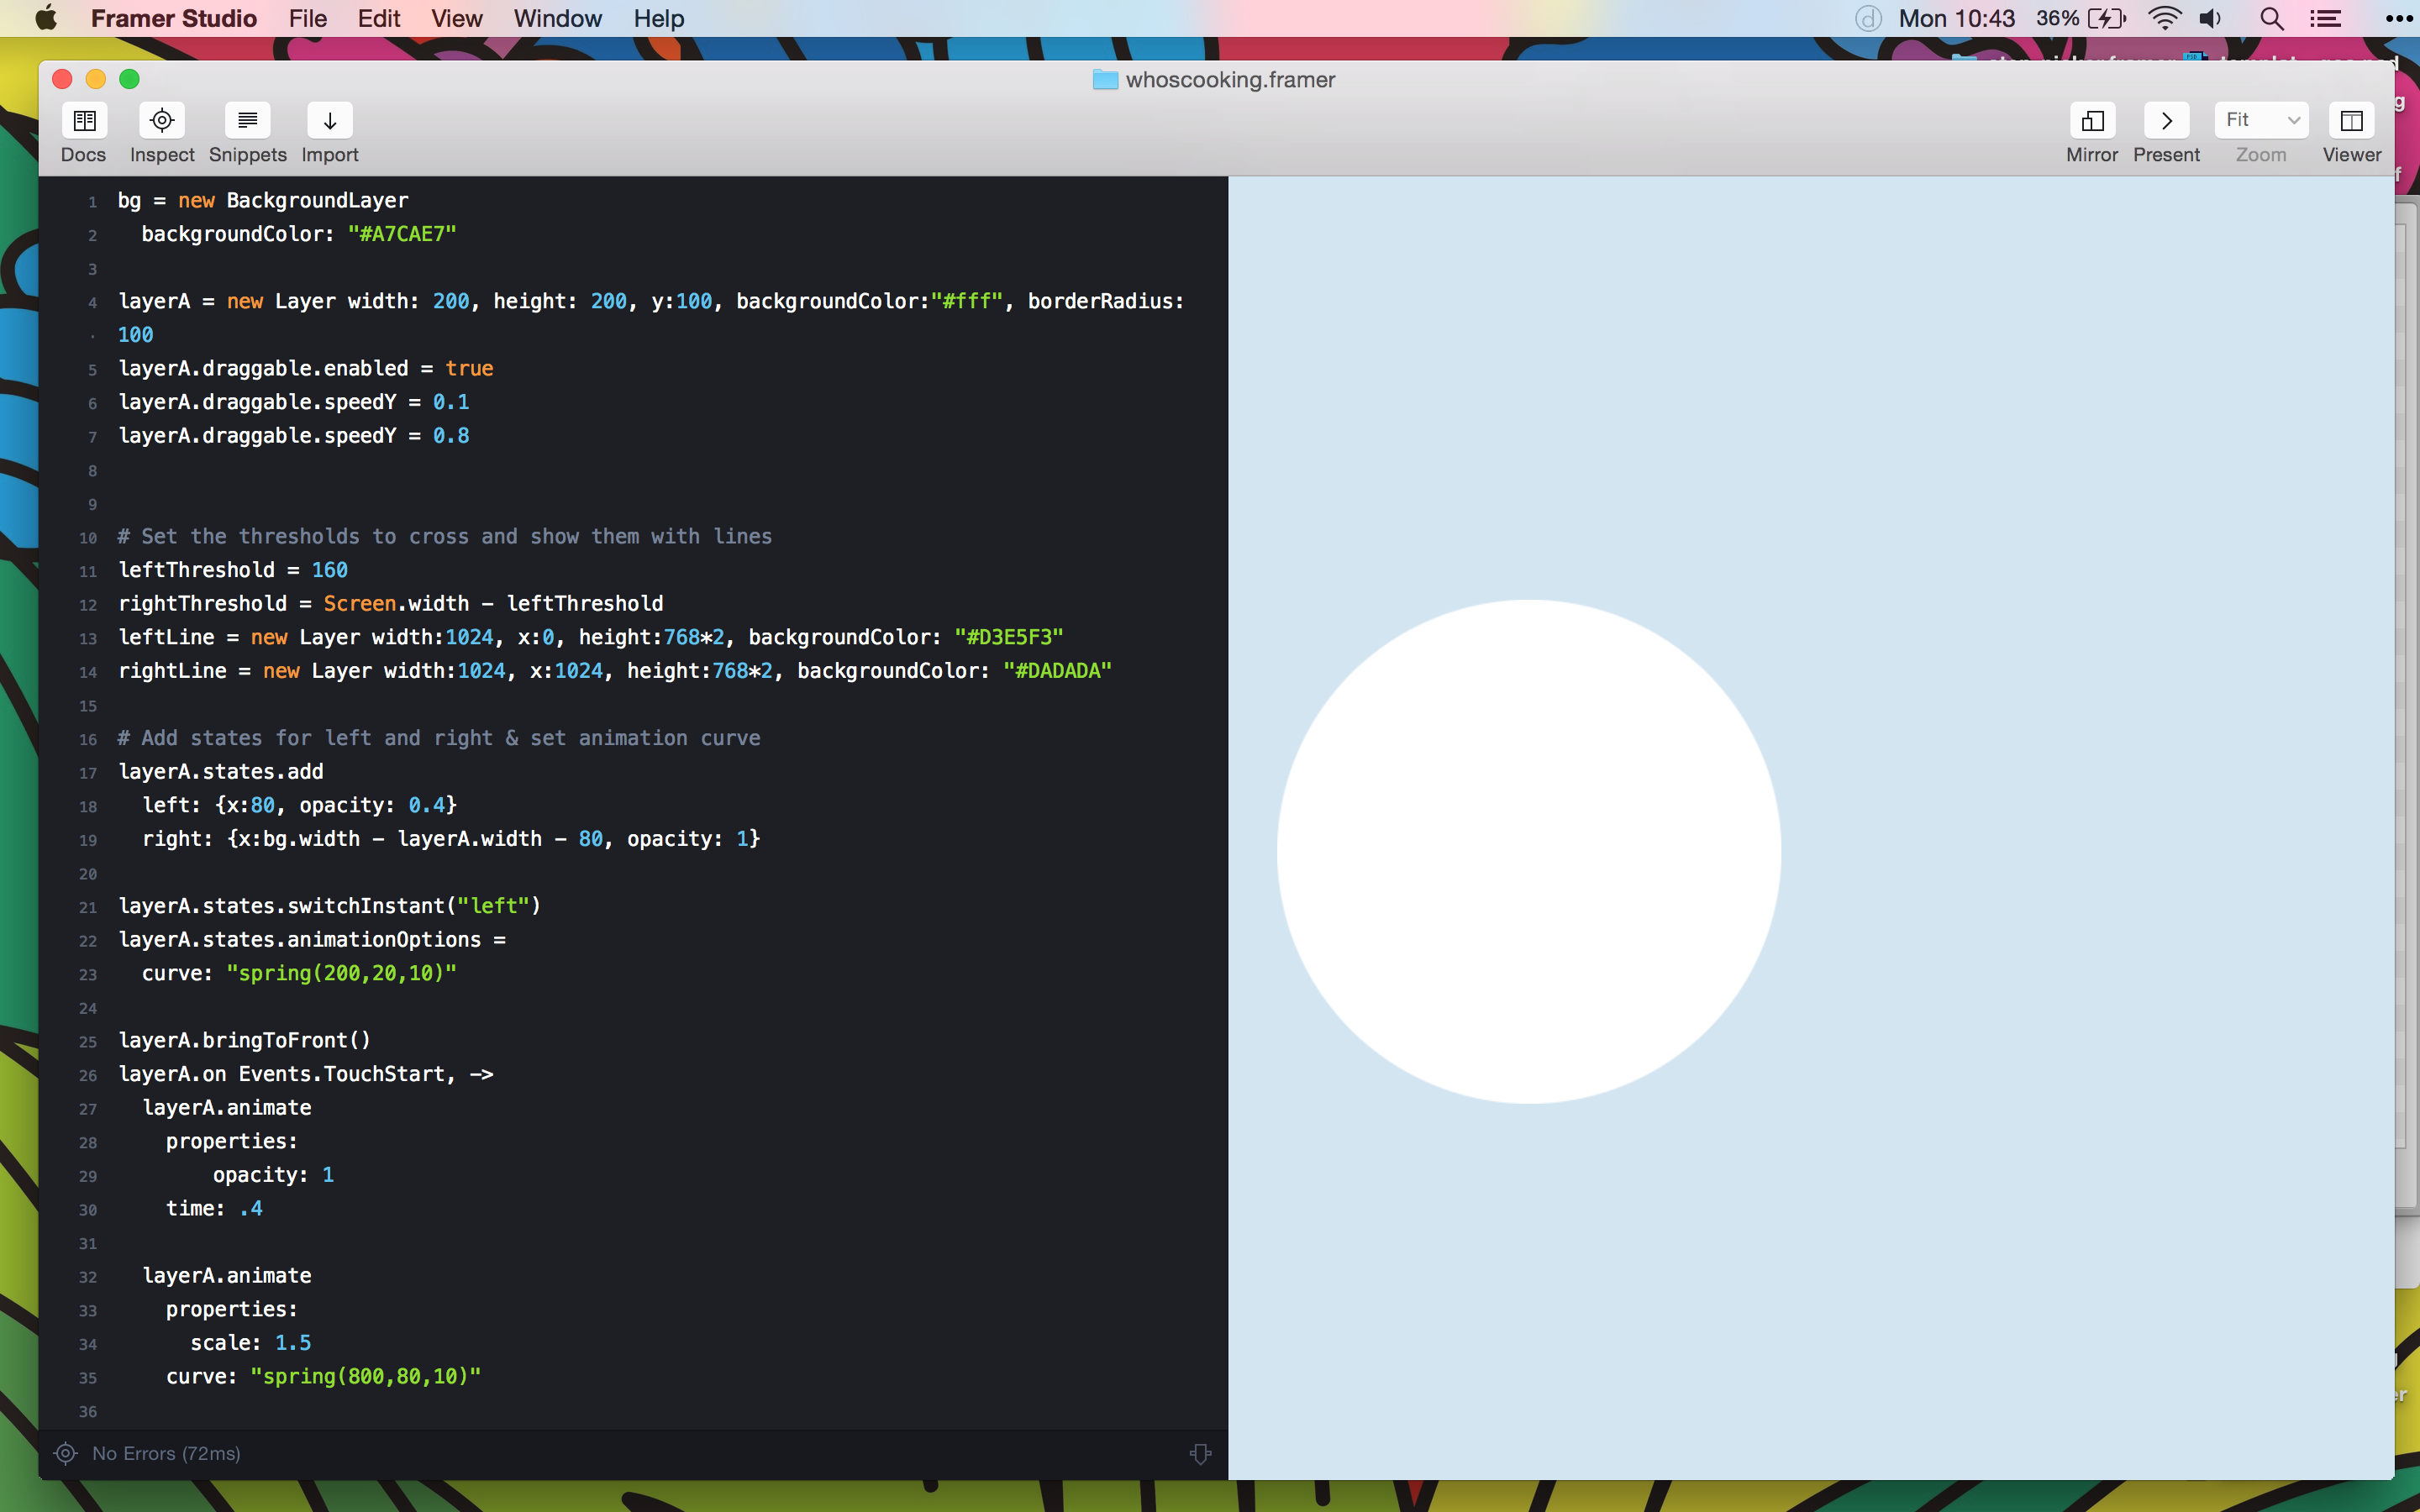 Framer Studio File Edit View Window Help
d Mon 10:43 36%
whoscooking.framer
Fit
Docs Inspect Snippets Import Mirror Present Zoom Viewer
1 bg = new BackgroundLayer
2 backgroundColor: "#A7CAE7"
3
4 layerA = new Layer width: 200, height: 200, y:100, backgroundColor:"#fff", borderRadius:
· 100
5 layerA.draggable.enabled = true
6 layerA.draggable.speedY = 0.1
7 layerA.draggable.speedY = 0.8
8
9
10 # Set the thresholds to cross and show them with lines
11 leftThreshold = 160
12 rightThreshold = Screen.width - leftThreshold
13 leftLine = new Layer width:1024, x:0, height:768*2, backgroundColor: "#D3E5F3"
14 rightLine = new Layer width:1024, x:1024, height:768*2, backgroundColor: "#DADADA"
15
16 # Add states for left and right & set animation curve
17 layerA.states.add
18 left: {x:80, opacity: 0.4}
19 right: {x:bg.width - layerA.width - 80, opacity: 1}
20
21 layerA.states.switchInstant("left")
22 layerA.states.animationOptions =
23 curve: "spring(200,20,10)"
24
25 layerA.bringToFront()
26 layerA.on Events.TouchStart, ->
27 layerA.animate
28 properties:
29 opacity: 1
30 time: .4
31
32 layerA.animate
33 properties:
34 scale: 1.5
35 curve: "spring(800,80,10)"
36
No Errors (72ms)